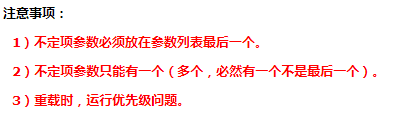 注意事项：
1）不定项参数必须放在参数列表最后一个。
2）不定项参数只能有一个（多个，必然有一个不是最后一个）。
3）重载时，运行优先级问题。